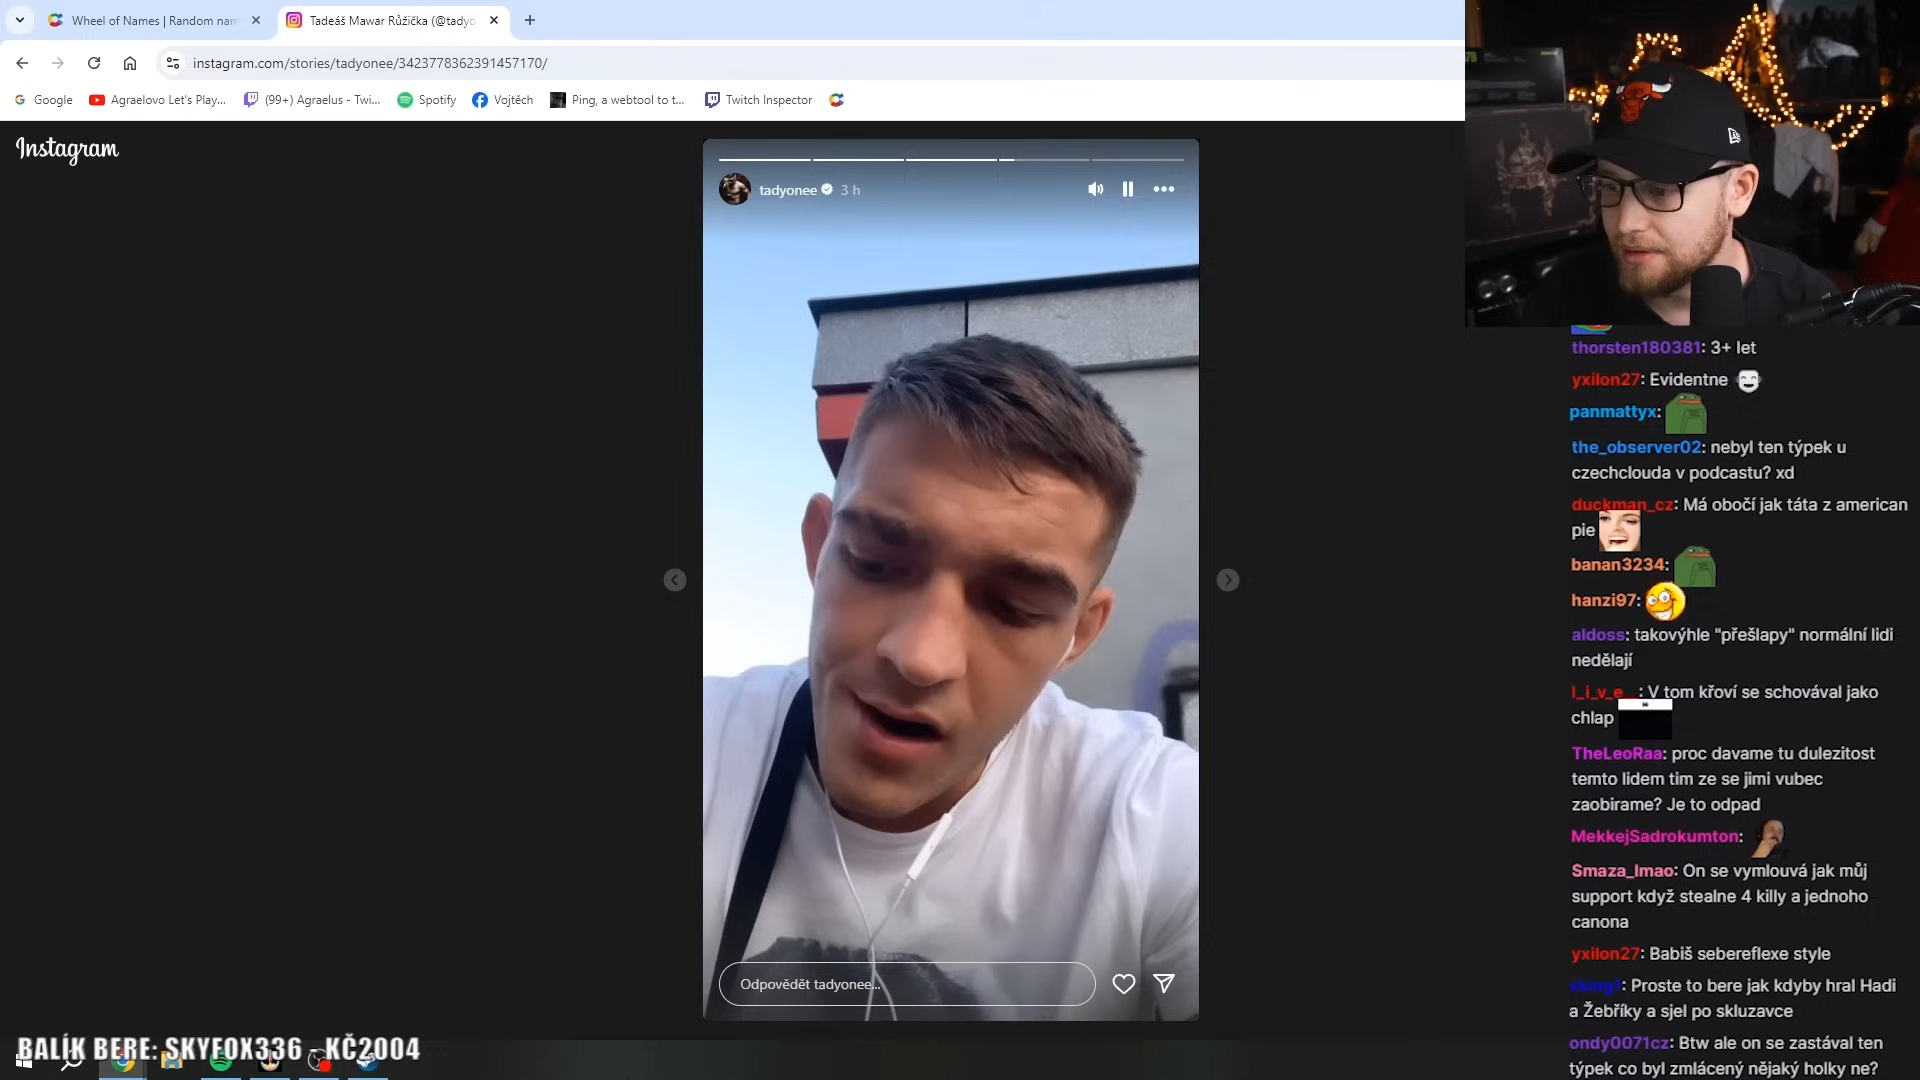 Wheel of Names | Random nam
Tadeáš Mawar Růžička (@tadyo
instagram.com/stories/tadyonee/3423778362391457170/
Google
Agraelovo Let's Play...
(99+) Agraelus - Twi...
Spotify
Vojtěch
Ping, a webtool to t...
Twitch Inspector
Instagram
tadyonee
3 h
Odpovědět tadyonee...
thorsten180381: 3+ let
yxilon27: Evidentne
panmattyx:
the_observer02: nebyl ten týpek u
czechclouda v podcastu? xd
duckman_cz: Má obočí jak táta z american
pie
banan3234:
hanzi97:
aldoss: takovýhle "přešlapy" normální lidi
nedělají
l_i_v_e__: V tom křoví se schovával jako
chlap
TheLeoRaa: proc davame tu dulezitost
temto lidem tim ze se jimi vubec
zaobirame? Je to odpad
MekkejSadrokumton:
Smaza_lmao: On se vymlouvá jak můj
support když stealne 4 killy a jednoho
canona
yxilon27: Babiš sebereflexe style
xking1: Proste to bere jak kdyby hral Hadi
a Žebříky a sjel po skluzavce
ondy0071cz: Btw ale on se zastával ten
týpek co byl zmlácený nějaký holky ne?
BALÍK BERE: SKYFOX336 - KČ2004